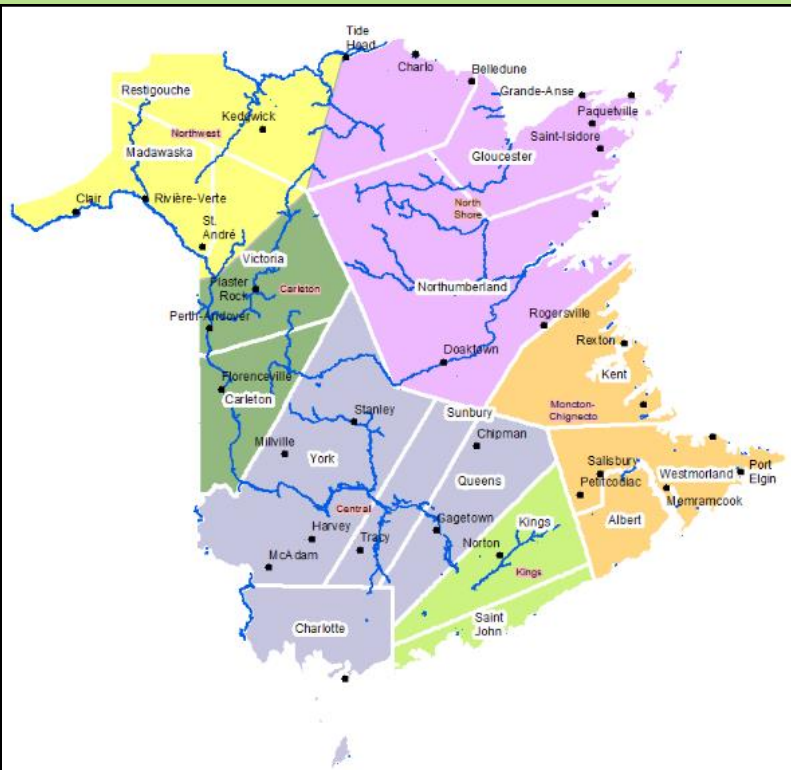 Tide
Head
Charlo
Belledune
Grande-Anse
Restigouche
Paquetville
Kedgwick
Northwest
Saint-Isidore
Madawaska
Gloucester
Clair
Rivière-Verte
North
Shore
St.
André
Victoria
Plaster
Rock
Carleton
Northumberland
Perth-Andover
Rogersville
Rexton
Doaktown
Kent
Florenceville
Carleton
Moncton-
Chignecto
Stanley
Sunbury
Chipman
Millville
York
Salisbury
Port
Elgin
Queens
Westmorland
Petitcodiac
Memramcook
Central
Gagetown
Kings
Albert
Harvey
Tracy
Norton
McAdam
Kings
Saint
John
Charlotte